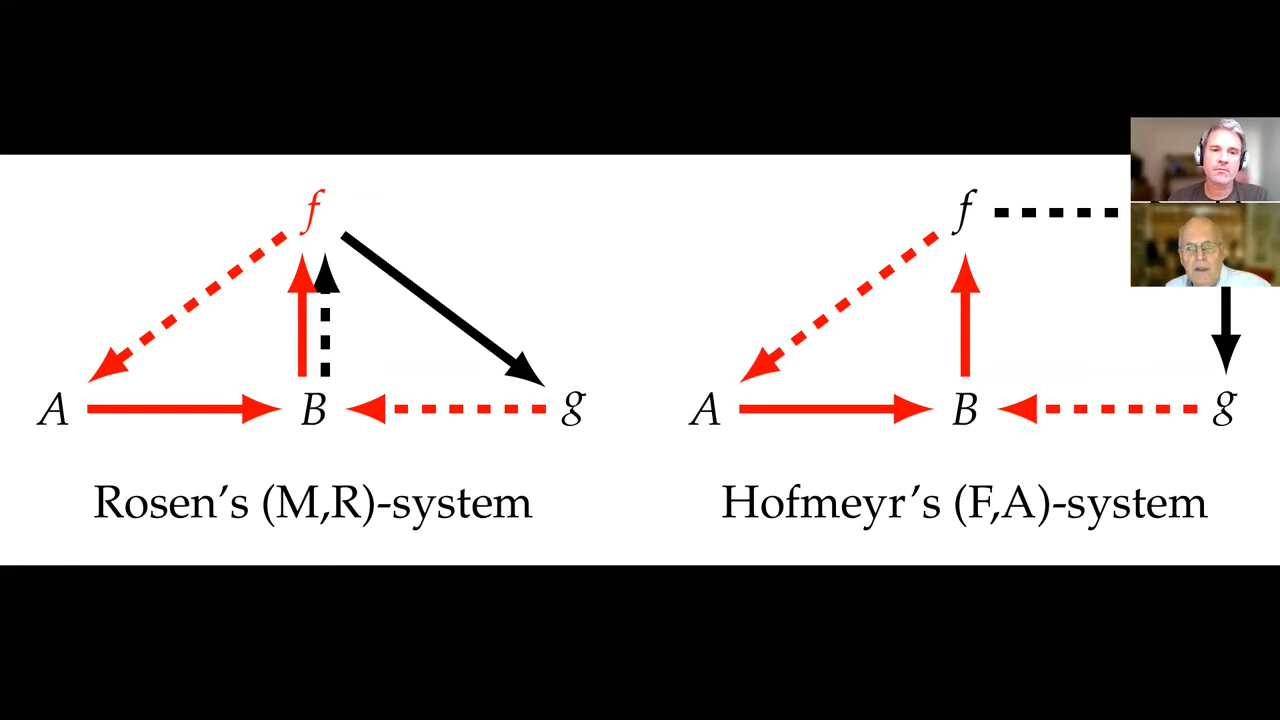 f
A B g
Rosen's (M,R)-system
f
A B g
Hofmeyr's (F,A)-system